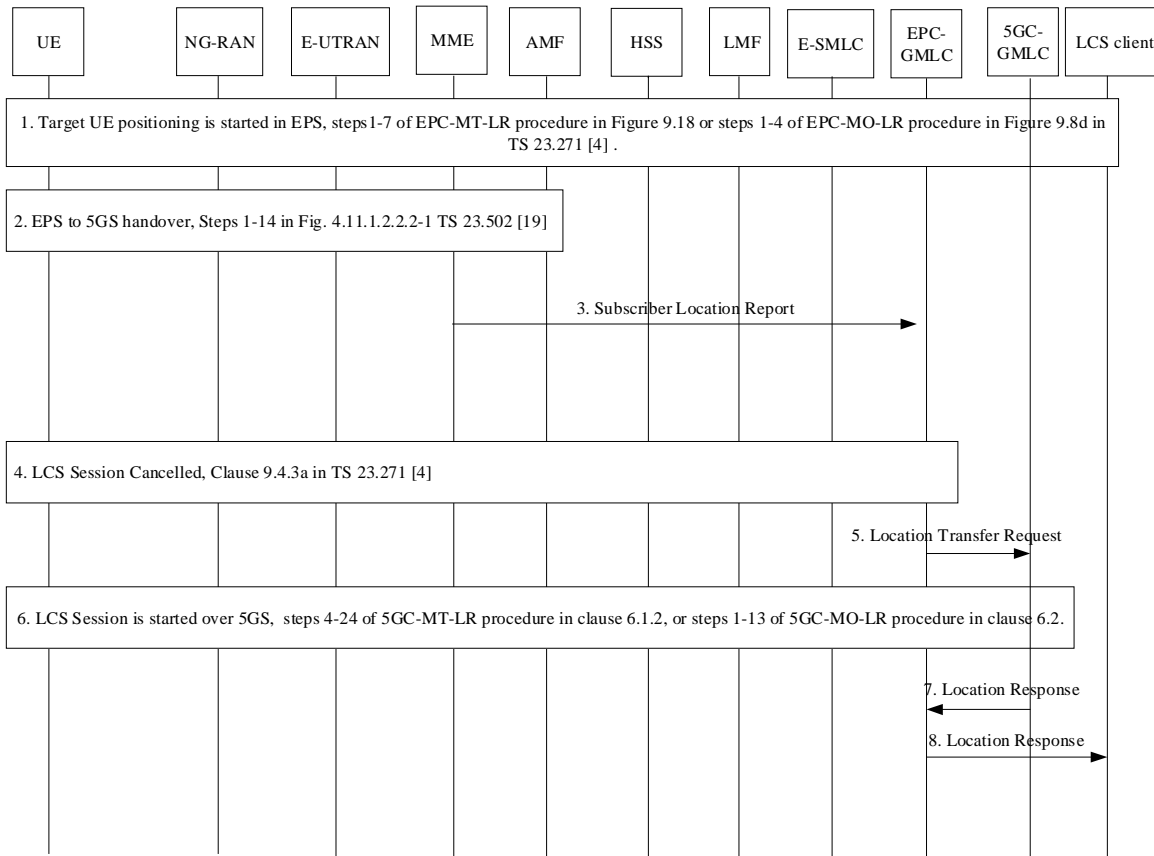 UE
NG-RAN
E-UTRAN
MME
AMF
HSS
LMF
E-SMLC
EPC-
GMLC
5GC-
GMLC
LCS client
1. Target UE positioning is started in EPS, steps1-7 of EPC-MT-LR procedure in Figure 9.18 or steps 1-4 of EPC-MO-LR procedure in Figure 9.8d in
TS 23.271 [4] .
2. EPS to 5GS handover, Steps 1-14 in Fig. 4.11.1.2.2.2-1 TS 23.502 [19]
3. Subscriber Location Report
4. LCS Session Cancelled, Clause 9.4.3a in TS 23.271 [4]
5. Location Transfer Request
6. LCS Session is started over 5GS, steps 4-24 of 5GC-MT-LR procedure in clause 6.1.2, or steps 1-13 of 5GC-MO-LR procedure in clause 6.2.
7. Location Response
8. Location Response